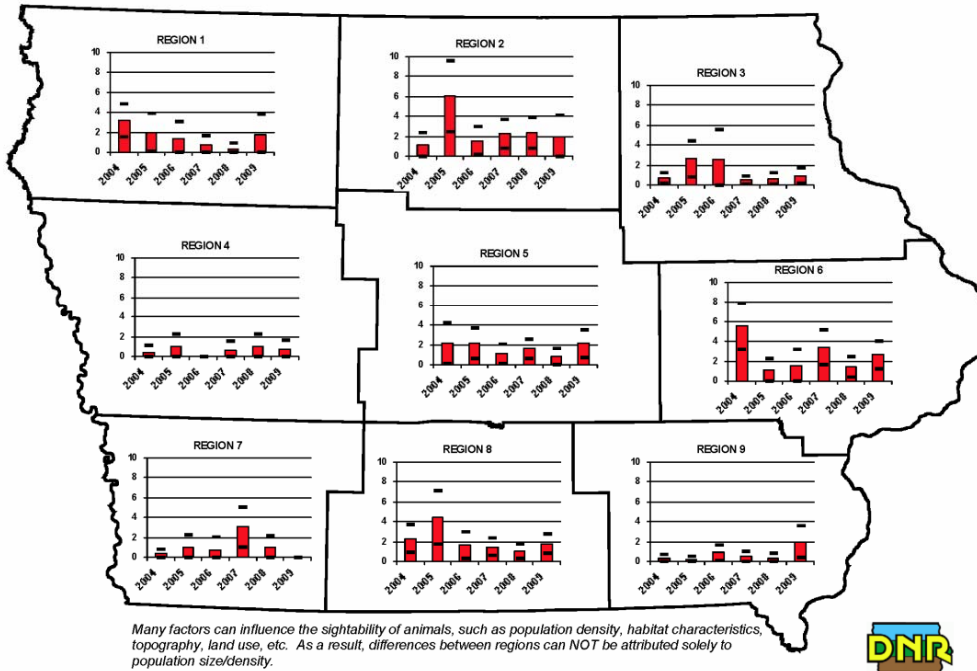 REGION 1
10
8
6
4
2
0
2004 2005 2006 2007 2008 2009
REGION 2
10
8
6
4
2
0
2004 2005 2006 2007 2008 2009
REGION 3
10
8
6
4
2
0
2004 2005 2006 2007 2008 2009
REGION 4
10
8
6
4
2
0
2004 2005 2006 2007 2008 2009
REGION 5
10
8
6
4
2
0
2004 2005 2006 2007 2008 2009
REGION 6
10
8
6
4
2
0
2004 2005 2006 2007 2008 2009
REGION 7
10
8
6
4
2
0
2004 2005 2006 2007 2008 2009
REGION 8
10
8
6
4
2
0
2004 2005 2006 2007 2008 2009
REGION 9
10
8
6
4
2
0
2004 2005 2006 2007 2008 2009
Many factors can influence the sightability of animals, such as population density, habitat characteristics,
topography, land use, etc. As a result, differences between regions can NOT be attributed solely to
population size/density.
DNR